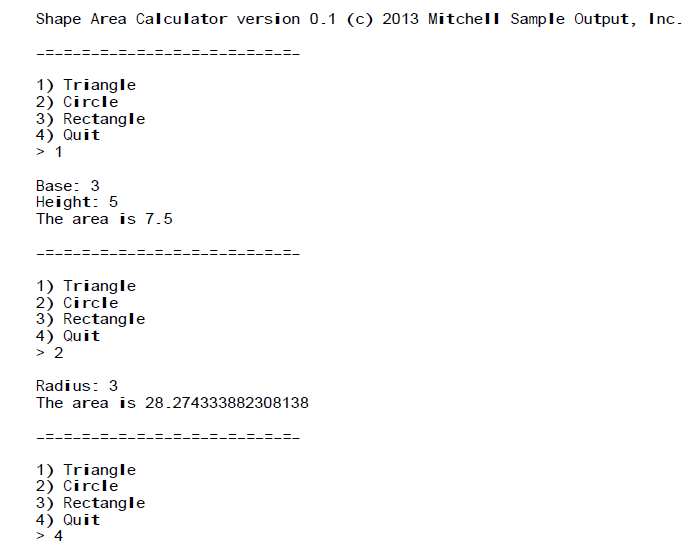 Shape Area Calculator version 0.1 (c) 2013 Mitchell Sample Output, Inc.
-=-=-=-=-=-=-=-=-=-=-=-=-=-=-
1) Triangle
2) Circle
3) Rectangle
4) Quit
> 1
Base: 3
Height: 5
The area is 7.5
-=-=-=-=-=-=-=-=-=-=-=-=-=-=-
1) Triangle
2) Circle
3) Rectangle
4) Quit
> 2
Radius: 3
The area is 28.274333882308138
-=-=-=-=-=-=-=-=-=-=-=-=-=-=-
1) Triangle
2) Circle
3) Rectangle
4) Quit
> 4